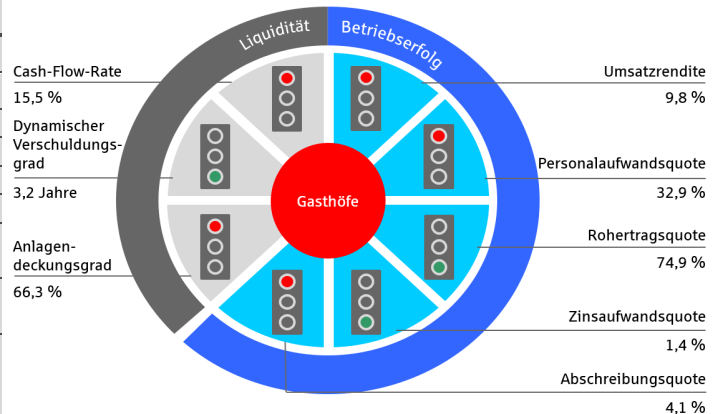 Liquidität
Betriebserfolg
Cash-Flow-Rate
15,5 %
Dynamischer
Verschuldungs-
grad
3,2 Jahre
Anlagen-
deckungsgrad
66,3 %
Gasthöfe
Umsatzrendite
9,8 %
Personalaufwandsquote
32,9 %
Rohertragsquote
74,9 %
Zinsaufwandsquote
1,4 %
Abschreibungsquote
4,1 %